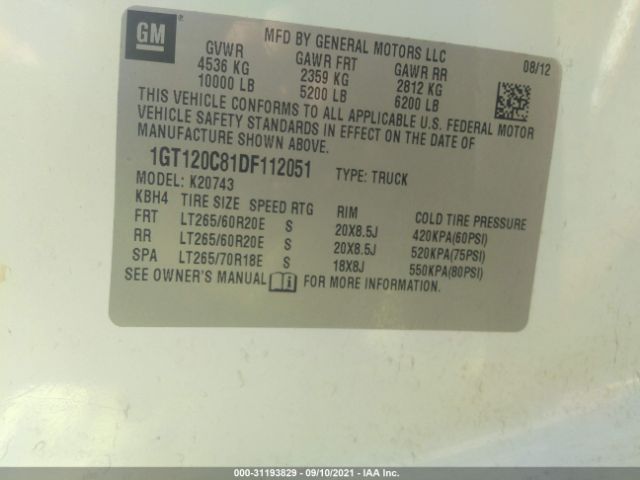 GM
MFD BY GENERAL MOTORS LLC
GVWR GAWR FRT GAWR RR 08/12
4536 KG 2359 KG 2812 KG
10000 LB 5200 LB 6200 LB
THIS VEHICLE CONFORMS TO ALL APPLICABLE U.S. FEDERAL MOTOR
VEHICLE SAFETY STANDARDS IN EFFECT ON THE DATE OF
MANUFACTURE SHOWN ABOVE.
1GT120C81DF112051 TYPE: TRUCK
MODEL: K20743
KBH4 TIRE SIZE SPEED RTG RIM COLD TIRE PRESSURE
FRT LT265/60R20E S 20X8.5J 420KPA(60PSI)
RR LT265/60R20E S 20X8.5J 520KPA(75PSI)
SPA LT265/70R18E S 18X8J 550KPA(80PSI)
SEE OWNER'S MANUAL FOR MORE INFORMATION.
000-31193829 - 09/10/2021 - IAA Inc.